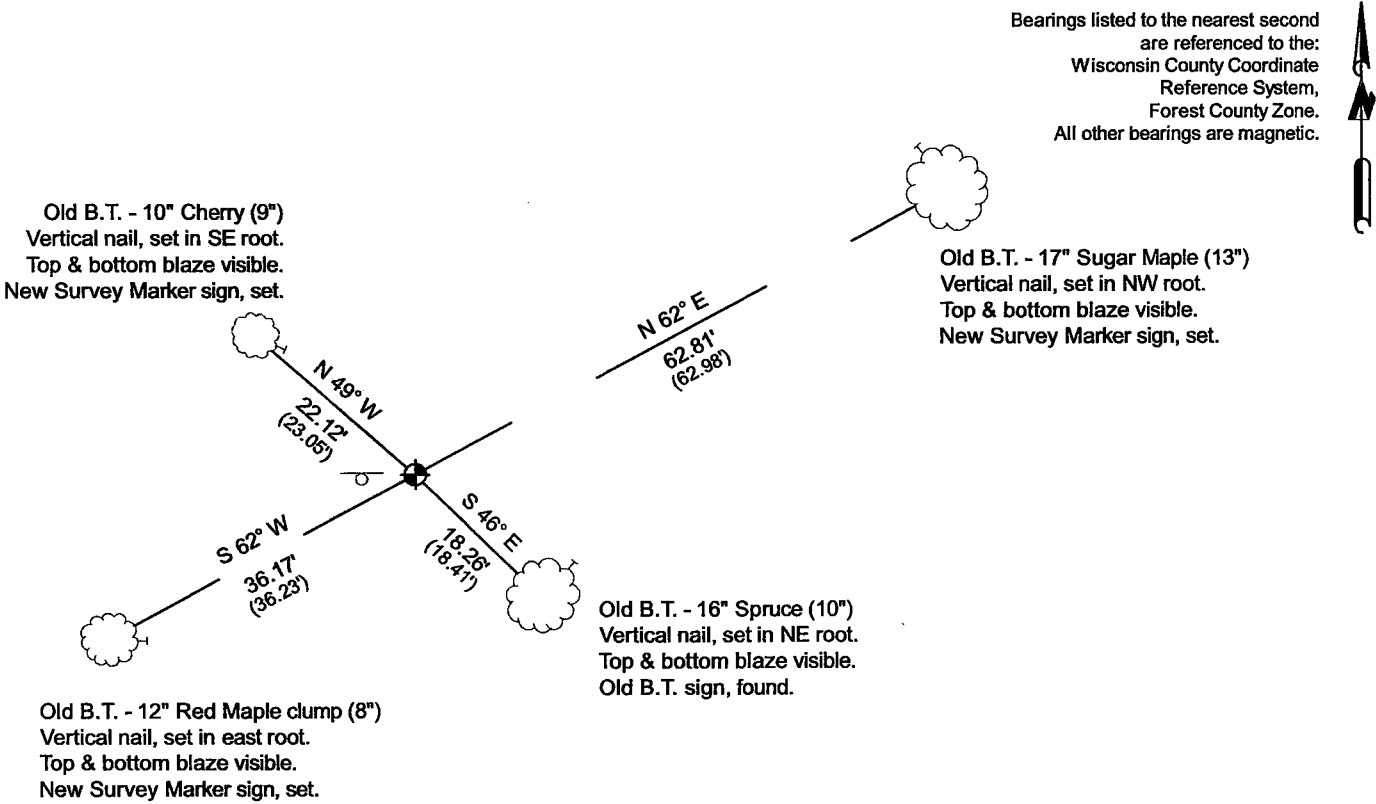 Bearings listed to the nearest second
are referenced to the:
Wisconsin County Coordinate
Reference System,
Forest County Zone.
All other bearings are magnetic.
N
Old B.T. - 10" Cherry (9")
Vertical nail, set in SE root.
Top & bottom blaze visible.
New Survey Marker sign, set.
Old B.T. - 17" Sugar Maple (13")
Vertical nail, set in NW root.
Top & bottom blaze visible.
New Survey Marker sign, set.
N 62° E
62.81'
(62.98')
N 49° W
22.12'
(23.05')
S 62° W
36.17'
(36.23')
S 46° E
18.26'
(18.41')
Old B.T. - 16" Spruce (10")
Vertical nail, set in NE root.
Top & bottom blaze visible.
Old B.T. sign, found.
Old B.T. - 12" Red Maple clump (8")
Vertical nail, set in east root.
Top & bottom blaze visible.
New Survey Marker sign, set.